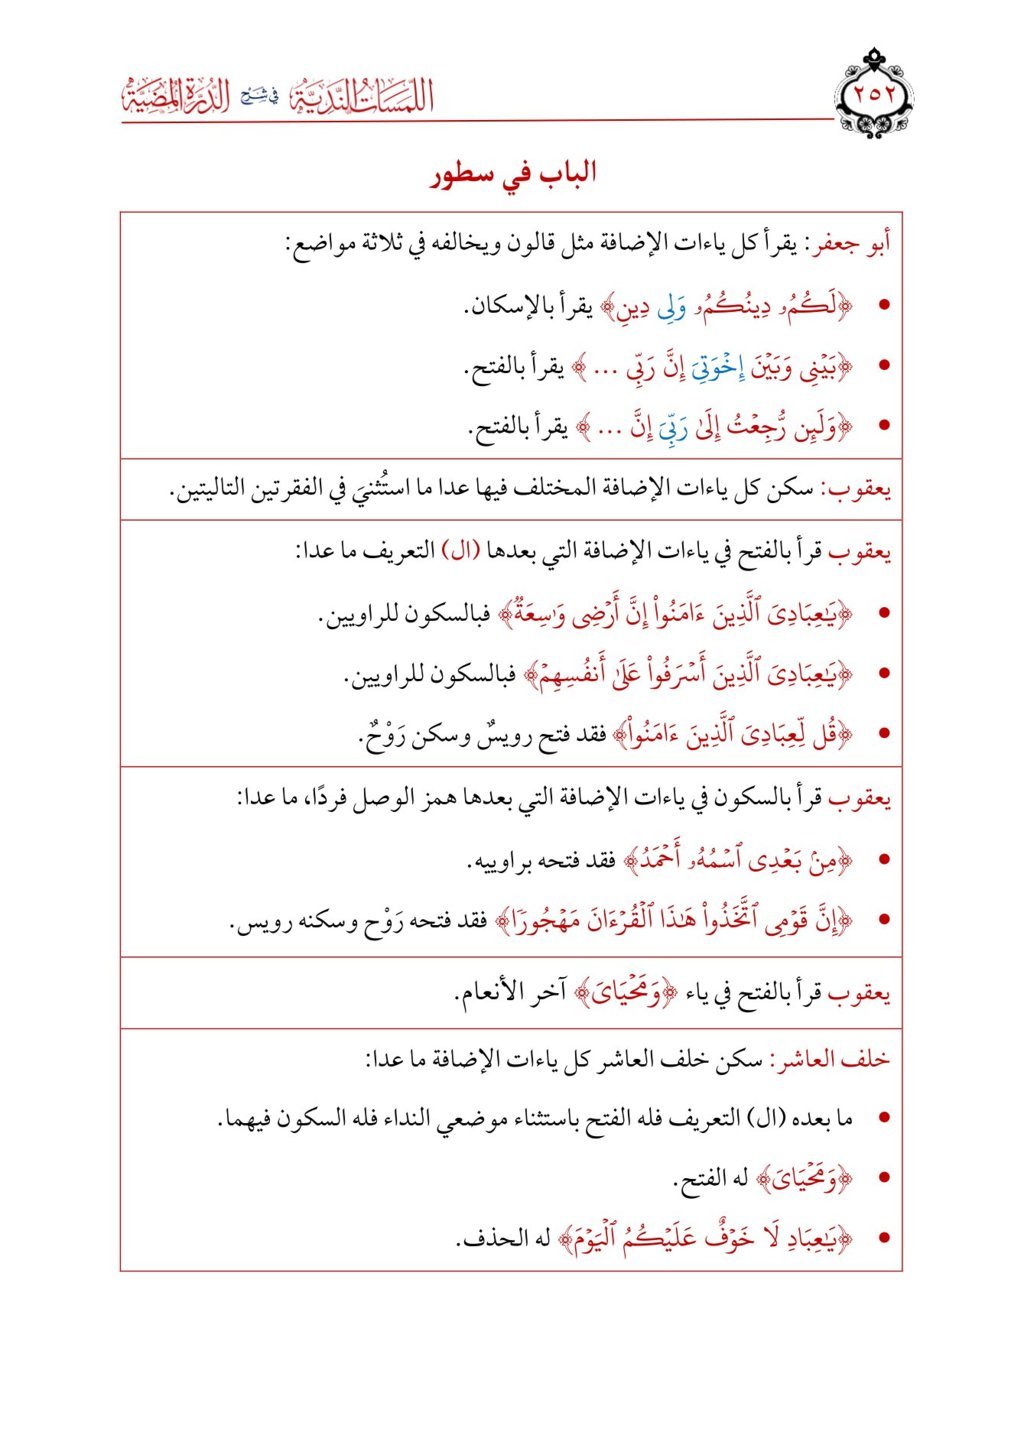 ٢٥٢
اللمسات الندية في شرح الدرة المضية
الباب في سطور
أبو جعفر: يقرأ كل ياءات الإضافة مثل قالون ويخالفه في ثلاثة مواضع:
• ﴿لَكُمُۥ دِينُكُمُۥ وَلِى دِينِ﴾ يقرأ بالإسكان.
• ﴿بَيْنِى وَبَيْنَ إِخْوَتِىَ إِنَّ رَبِّى ...﴾ يقرأ بالفتح.
• ﴿وَلَئِن رُّجِعْتُ إِلَىٰ رَبِّىَ إِنَّ ...﴾ يقرأ بالفتح.
يعقوب: سكن كل ياءات الإضافة المختلف فيها عدا ما استُثنيَ في الفقرتين التاليتين.
يعقوب قرأ بالفتح في ياءات الإضافة التي بعدها (ال) التعريف ما عدا:
• ﴿يَٰعِبَادِىَ ٱلَّذِينَ ءَامَنُوا۟ إِنَّ أَرْضِى وَٰسِعَةٌ﴾ فبالسكون للراويين.
• ﴿يَٰعِبَادِىَ ٱلَّذِينَ أَسْرَفُوا۟ عَلَىٰ أَنفُسِهِمْ﴾ فبالسكون للراويين.
• ﴿قُل لِّعِبَادِىَ ٱلَّذِينَ ءَامَنُوا۟﴾ فقد فتح رويسٌ وسكن رَوْحٌ.
يعقوب قرأ بالسكون في ياءات الإضافة التي بعدها همز الوصل فردًا، ما عدا:
• ﴿مِنۢ بَعْدِى ٱسْمُهُۥ أَحْمَدُ﴾ فقد فتحه براوييه.
• ﴿إِنَّ قَوْمِى ٱتَّخَذُوا۟ هَٰذَا ٱلْقُرْءَانَ مَهْجُورًا﴾ فقد فتحه رَوْح وسكنه رويس.
يعقوب قرأ بالفتح في ياء ﴿وَمَحْيَاىَ﴾ آخر الأنعام.
خلف العاشر: سكن خلف العاشر كل ياءات الإضافة ما عدا:
• ما بعده (ال) التعريف فله الفتح باستثناء موضعي النداء فله السكون فيهما.
• ﴿وَمَحْيَاىَ﴾ له الفتح.
• ﴿يَٰعِبَادِ لَا خَوْفٌ عَلَيْكُمُ ٱلْيَوْمَ﴾ له الحذف.